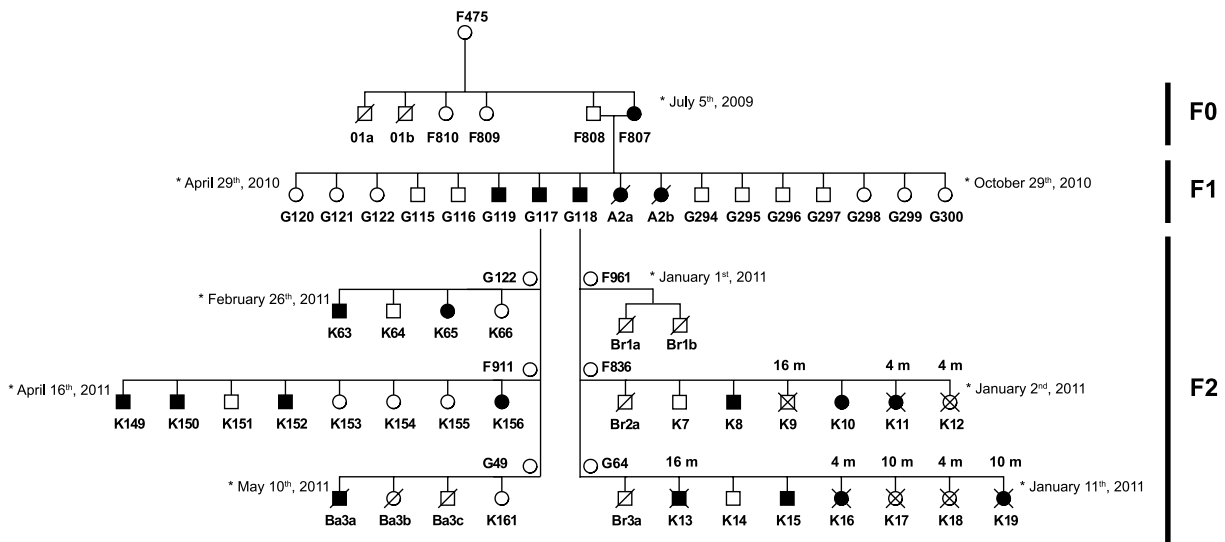 F475
* July 5th, 2009
F0
01a 01b F810 F809 F808 F807
* April 29th, 2010 * October 29th, 2010
F1
G120 G121 G122 G115 G116 G119 G117 G118 A2a A2b G294 G295 G296 G297 G298 G299 G300
G122 F961 * January 1st, 2011
* February 26th, 2011
K63 K64 K65 K66 Br1a Br1b
F911 F836 16 m 4 m 4 m
* April 16th, 2011 * January 2nd, 2011
F2
K149 K150 K151 K152 K153 K154 K155 K156 Br2a K7 K8 K9 K10 K11 K12
G49 G64 16 m 4 m 10 m 4 m 10 m
* May 10th, 2011 * January 11th, 2011
Ba3a Ba3b Ba3c K161 Br3a K13 K14 K15 K16 K17 K18 K19